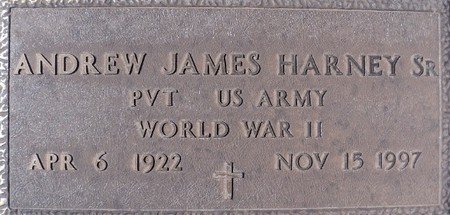 ANDREW JAMES HARNEY SR
PVT US ARMY
WORLD WAR II
APR 6 1922 NOV 15 1997